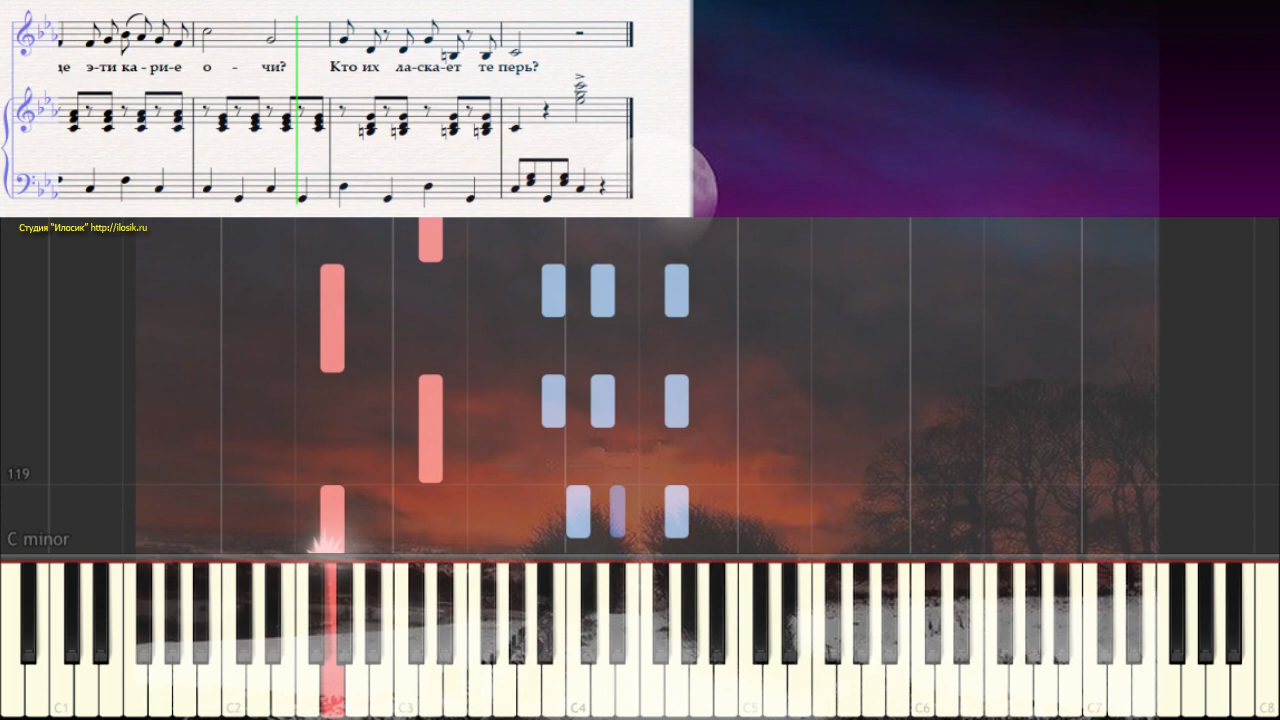 це э-ти ка-ри-е о - чи? Кто их ла-ска-ет те перь?
Студия "Илосик" http://ilosik.ru
119
C minor
C1 C2 C3 C4 C5 C6 C7 C8